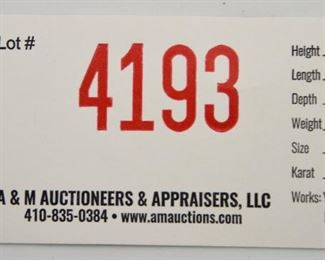 Lot #
4193
A & M AUCTIONEERS & APPRAISERS, LLC
410-835-0384 • www.amauctions.com
Height
Length
Depth
Weight
Size
Karat
Works: